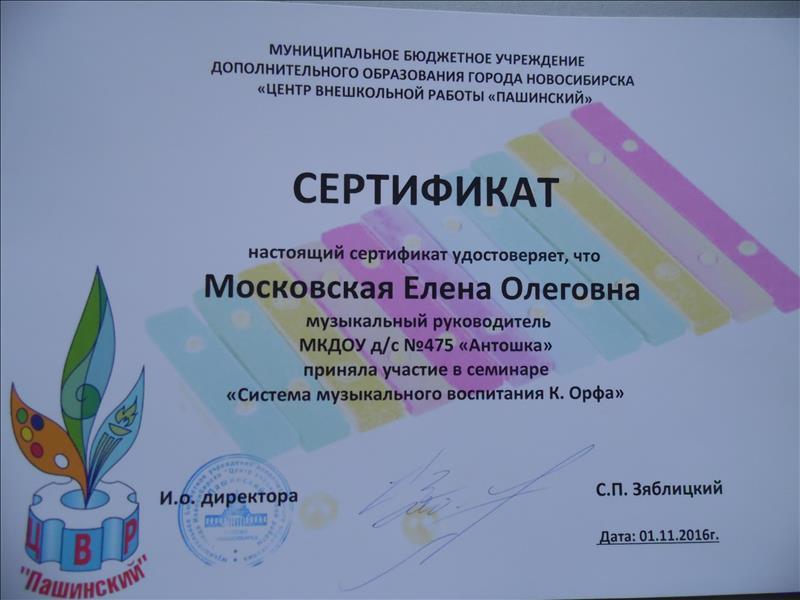 МУНИЦИПАЛЬНОЕ БЮДЖЕТНОЕ УЧРЕЖДЕНИЕ
ДОПОЛНИТЕЛЬНОГО ОБРАЗОВАНИЯ ГОРОДА НОВОСИБИРСКА
«ЦЕНТР ВНЕШКОЛЬНОЙ РАБОТЫ «ПАШИНСКИЙ»
СЕРТИФИКАТ
настоящий сертификат удостоверяет, что
Московская Елена Олеговна
музыкальный руководитель
МКДОУ д/с №475 «Антошка»
приняла участие в семинаре
«Система музыкального воспитания К. Орфа»
И.о. директора
С.П. Зяблицкий
Дата: 01.11.2016г.
ЦВР
"Пашинский"